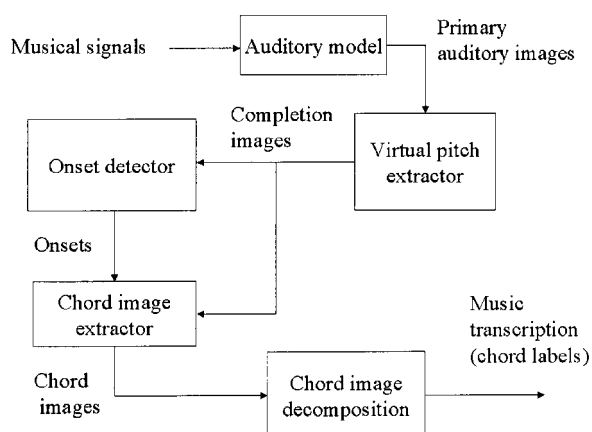 Musical signals
Auditory model
Primary
auditory images
Completion
images
Onset detector
Virtual pitch
extractor
Onsets
Chord image
extractor
Music
transcription
(chord labels)
Chord
images
Chord image
decomposition